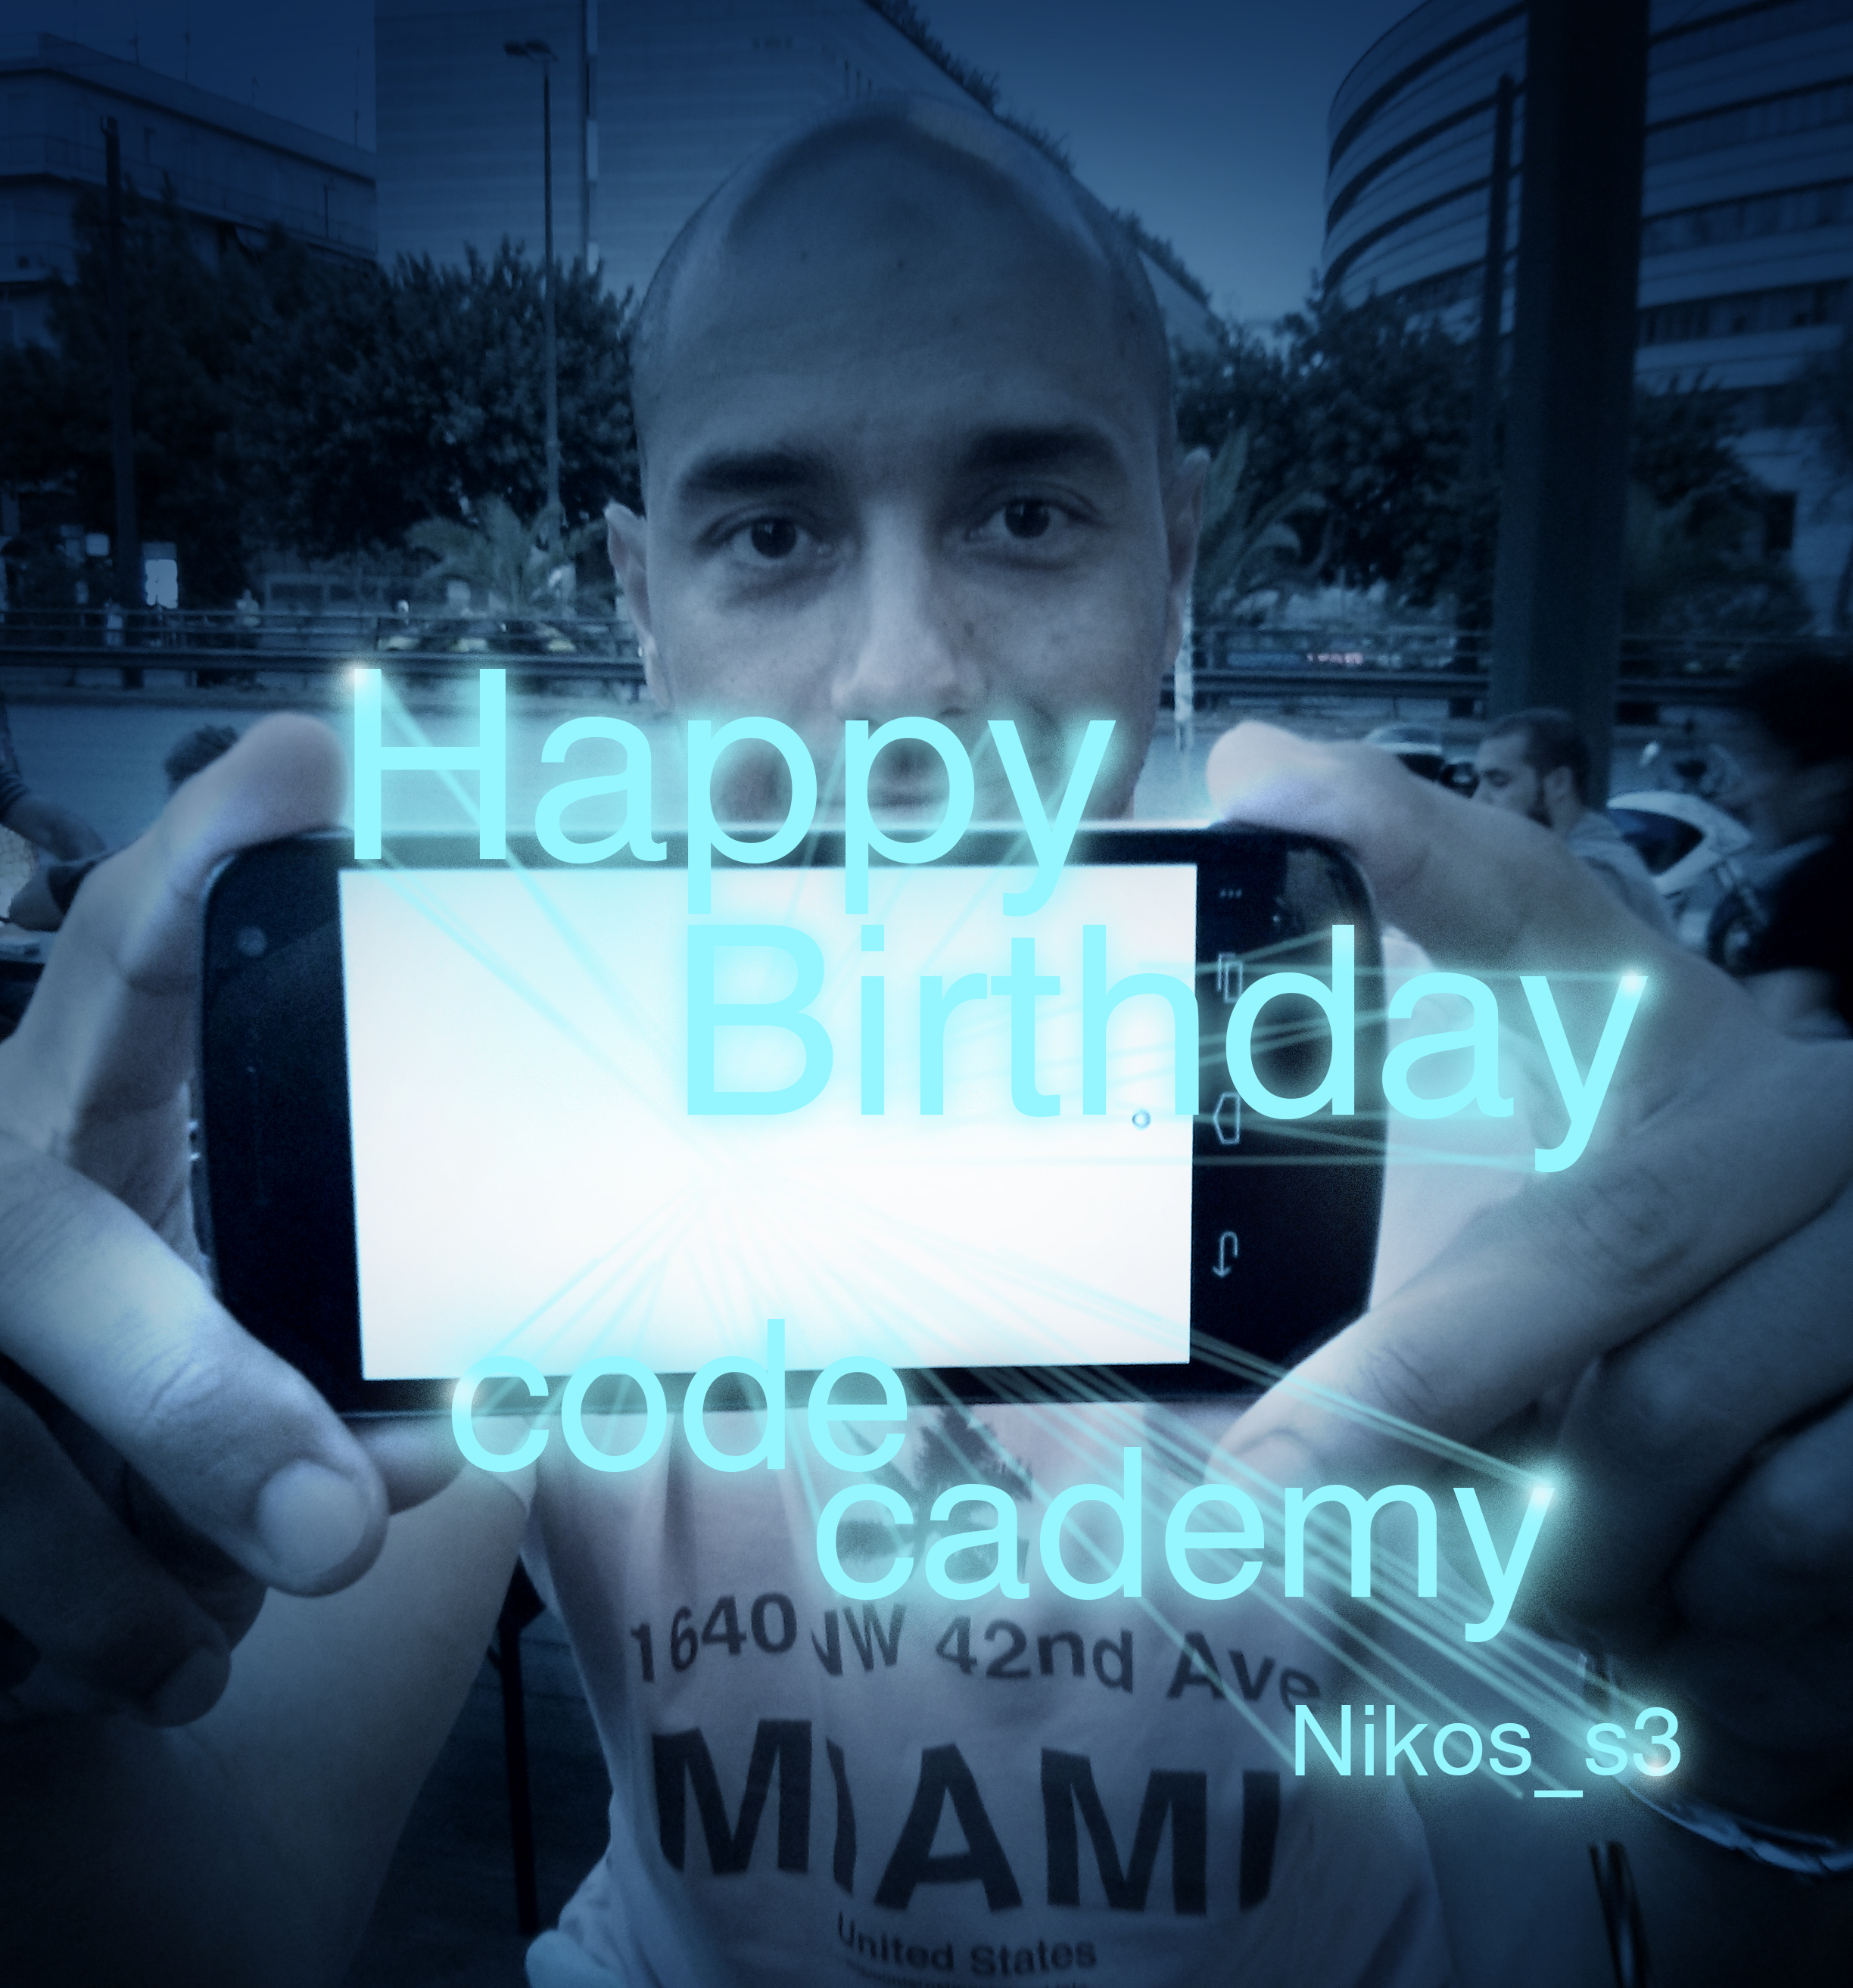 Happy
Birthday
code
cademy
1640 NW 42nd Ave
Nikos_s3
MIAMI
United States